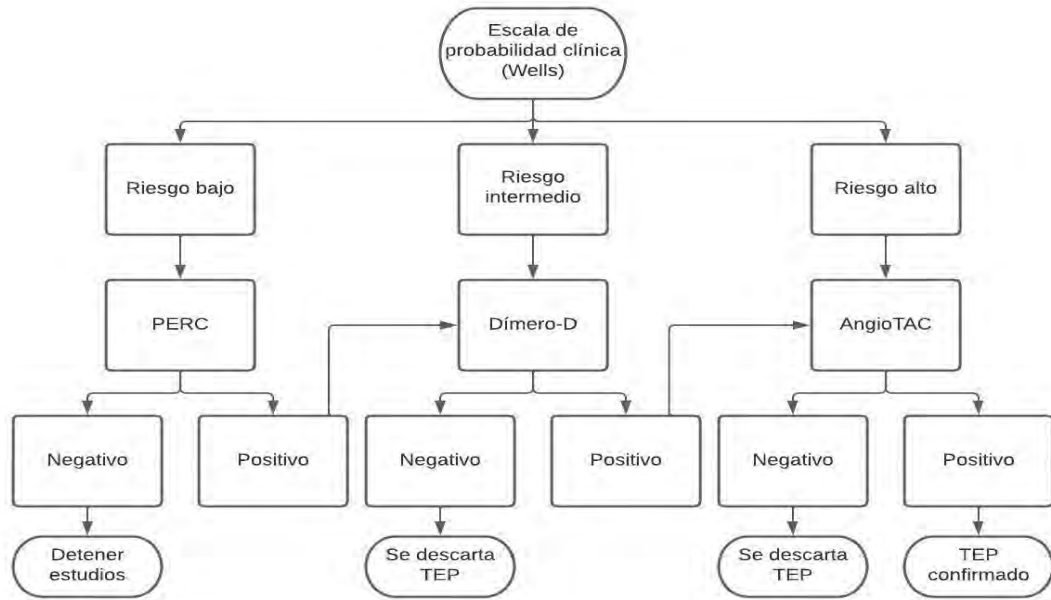 Escala de
probabilidad clínica
(Wells)
Riesgo bajo
Riesgo
intermedio
Riesgo alto
PERC
Dímero-D
AngioTAC
Negativo
Positivo
Negativo
Positivo
Negativo
Positivo
Detener
estudios
Se descarta
TEP
Se descarta
TEP
TEP
confirmado